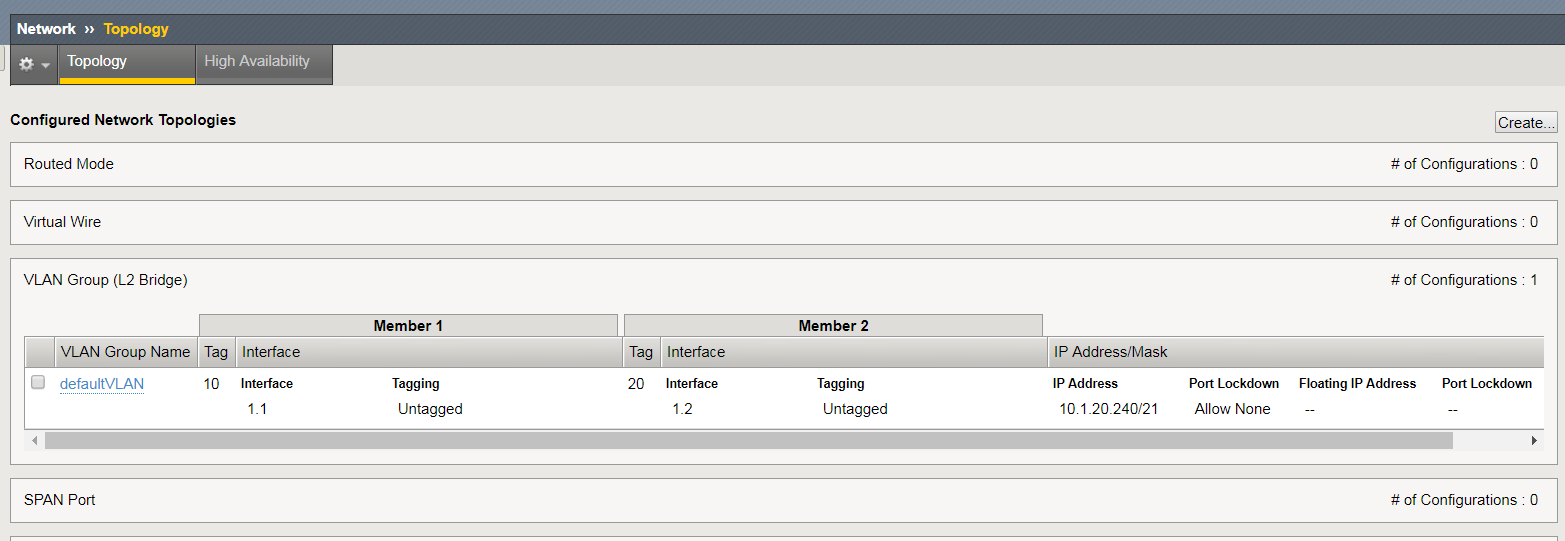 Network ›› Topology
Topology High Availability
Configured Network Topologies Create...
Routed Mode # of Configurations : 0
Virtual Wire # of Configurations : 0
VLAN Group (L2 Bridge) # of Configurations : 1
Member 1 Member 2
VLAN Group Name Tag Interface Tag Interface IP Address/Mask
defaultVLAN 10 Interface Tagging 20 Interface Tagging IP Address Port Lockdown Floating IP Address Port Lockdown
1.1 Untagged 1.2 Untagged 10.1.20.240/21 Allow None -- --
SPAN Port # of Configurations : 0